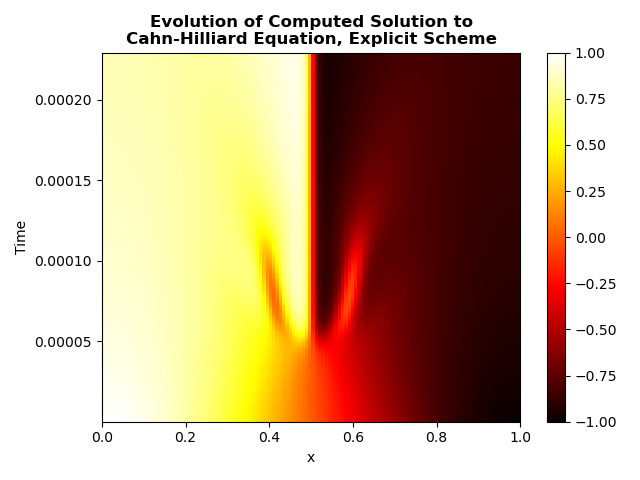 Evolution of Computed Solution to
Cahn-Hilliard Equation, Explicit Scheme
1.00
0.00020
0.75
0.50
0.00015
0.25
Time
0.00
0.00010
−0.25
−0.50
0.00005
−0.75
−1.00
0.0 0.2 0.4 0.6 0.8 1.0
x